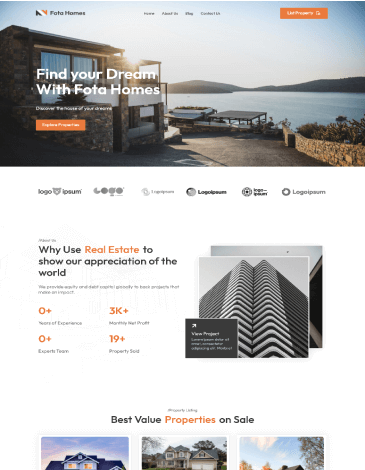 Fota Homes
Home About Us Blog Contact Us
List Property
Find your Dream
With Fota Homes
Discover the house of your dreams
Explore Properties
logo ipsum
LOGO
Logoipsum
Logoipsum
logo ipsum
Logoipsum
About Us
Why Use Real Estate to
show our appreciation of the
world
We provide equity and debt capital globally to back projects that
make an impact.
0+
3K+
Years of Experience
Monthly Net Profit
0+
19+
Experts Team
Property Sold
View Project
Lorem ipsum dolor sit
amet, consectetur
adipiscing elit.
Property Listing
Best Value Properties on Sale